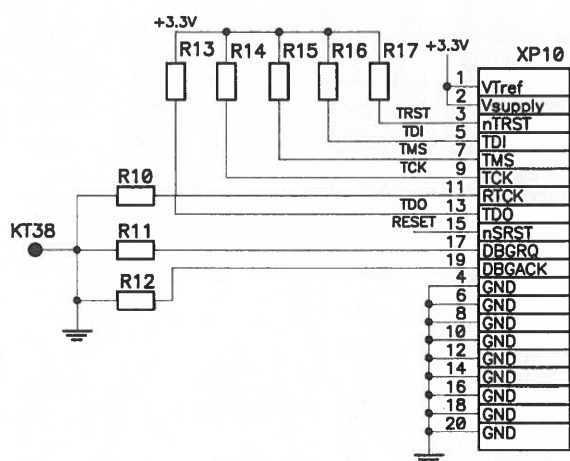 +3.3V
R13 R14 R15 R16 R17
+3.3V
XP10
1 VTref
2 Vsupply
TRST 3 nTRST
TDI 5 TDI
TMS 7 TMS
TCK 9 TCK
R10 11 RTCK
TDO 13 TDO
RESET 15 nSRST
KT38 R11 17 DBGRQ
R12 19 DBGACK
4 GND
6 GND
8 GND
10 GND
12 GND
14 GND
16 GND
18 GND
20 GND